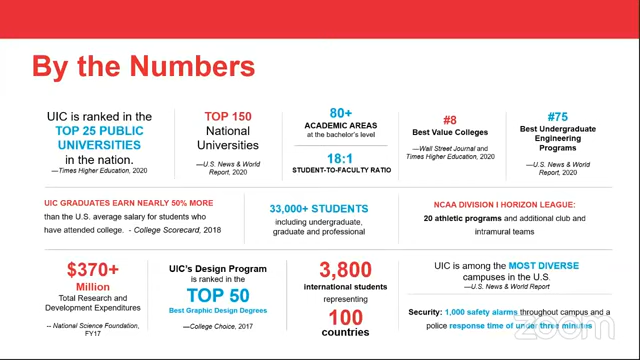 By the Numbers
UIC is ranked in the
TOP 25 PUBLIC
UNIVERSITIES
in the nation.
—Times Higher Education, 2020
TOP 150
National
Universities
—U.S. News & World
Report, 2020
80+
ACADEMIC AREAS
at the bachelor's level
18:1
STUDENT-TO-FACULTY RATIO
#8
Best Value Colleges
—Wall Street Journal and
Times Higher Education, 2020
#75
Best Undergraduate
Engineering
Programs
—U.S. News & World
Report, 2020
UIC GRADUATES EARN NEARLY 50% MORE
than the U.S. average salary for students who
have attended college. - College Scorecard, 2018
33,000+ STUDENTS
including undergraduate,
graduate and professional
NCAA DIVISION I HORIZON LEAGUE:
20 athletic programs and additional club and
intramural teams
$370+
Million
Total Research and
Development Expenditures
-- National Science Foundation,
FY17
UIC's Design Program
is ranked in the
TOP 50
Best Graphic Design Degrees
—College Choice, 2017
3,800
international students
representing
100
countries
UIC is among the MOST DIVERSE
campuses in the U.S.
—U.S. News & World Report
Security: 1,000 safety alarms throughout campus and a
police response time of under three minutes
zoom